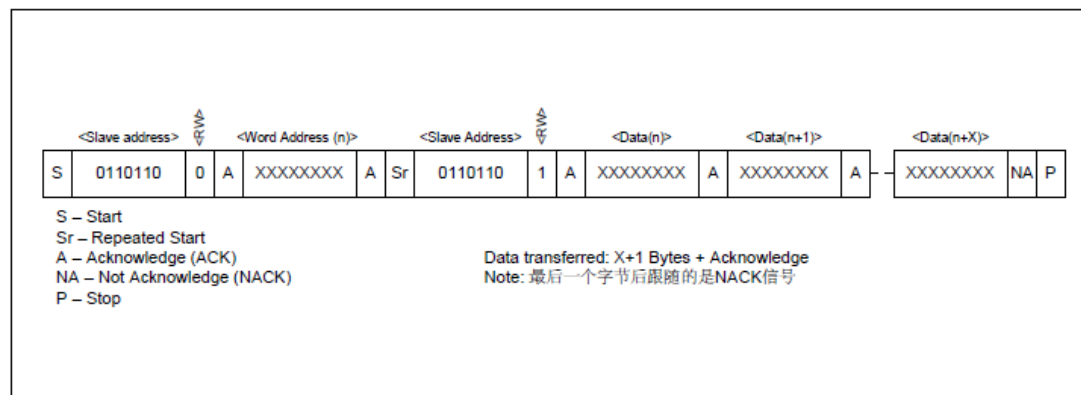 <Slave address> <RW> <Word Address (n)> <Slave Address> <RW> <Data(n)> <Data(n+1)> <Data(n+X)>
S 0110110 0 A XXXXXXXX A Sr 0110110 1 A XXXXXXXX A XXXXXXXX A XXXXXXXX NA P
S – Start
Sr – Repeated Start
A – Acknowledge (ACK)
NA – Not Acknowledge (NACK)
P – Stop
Data transferred: X+1 Bytes + Acknowledge
Note: 最后一个字节后跟随的是NACK信号